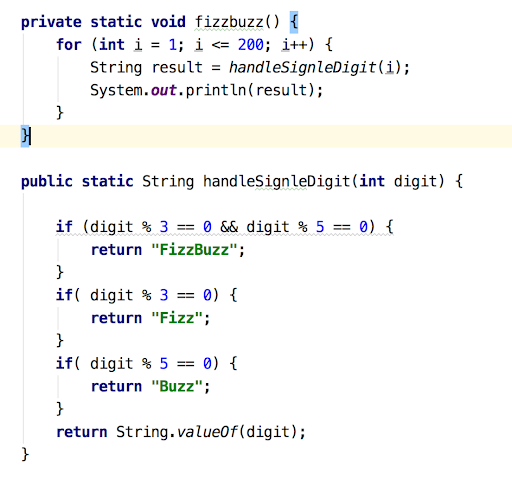 private static void fizzbuzz() {
    for (int i = 1; i <= 200; i++) {
        String result = handleSignleDigit(i);
        System.out.println(result);
    }
}

public static String handleSignleDigit(int digit) {

    if (digit % 3 == 0 && digit % 5 == 0) {
        return "FizzBuzz";
    }
    if( digit % 3 == 0) {
        return "Fizz";
    }
    if( digit % 5 == 0) {
        return "Buzz";
    }
    return String.valueOf(digit);
}